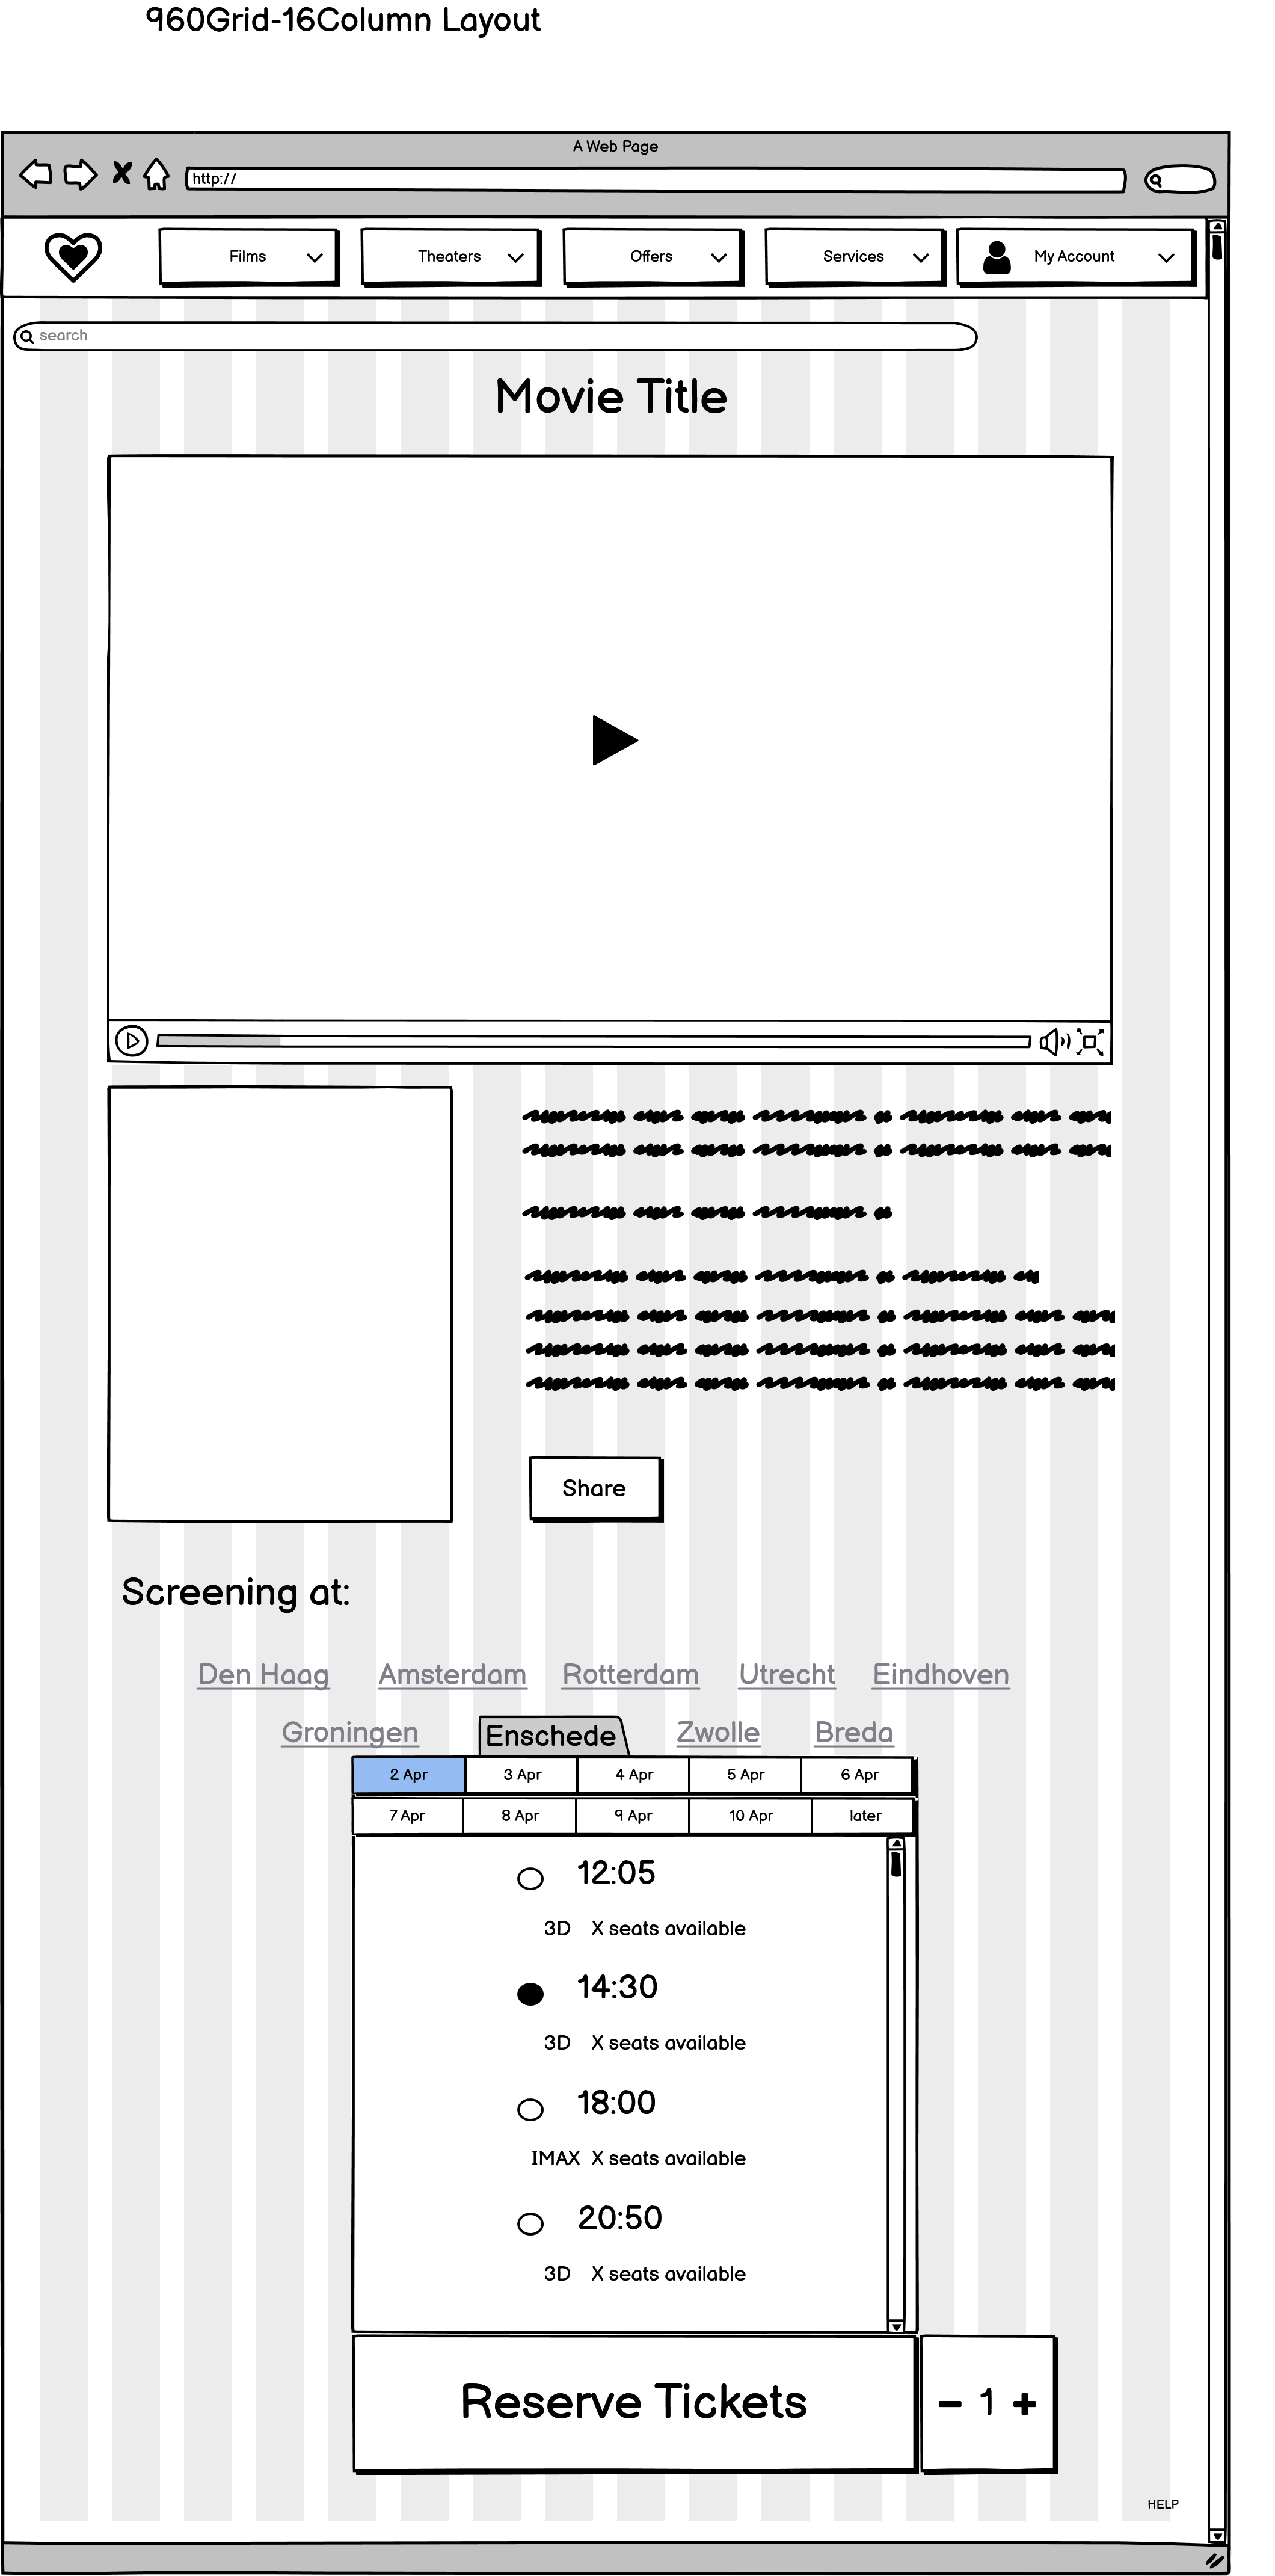 960Grid-16Column Layout
A Web Page
http://
Films
Theaters
Offers
Services
My Account
search
Movie Title
Share
Screening at:
Den Haag Amsterdam Rotterdam Utrecht Eindhoven
Groningen Enschede Zwolle Breda
2 Apr 3 Apr 4 Apr 5 Apr 6 Apr
7 Apr 8 Apr 9 Apr 10 Apr later
12:05
3D X seats available
14:30
3D X seats available
18:00
IMAX X seats available
20:50
3D X seats available
Reserve Tickets
- 1 +
HELP